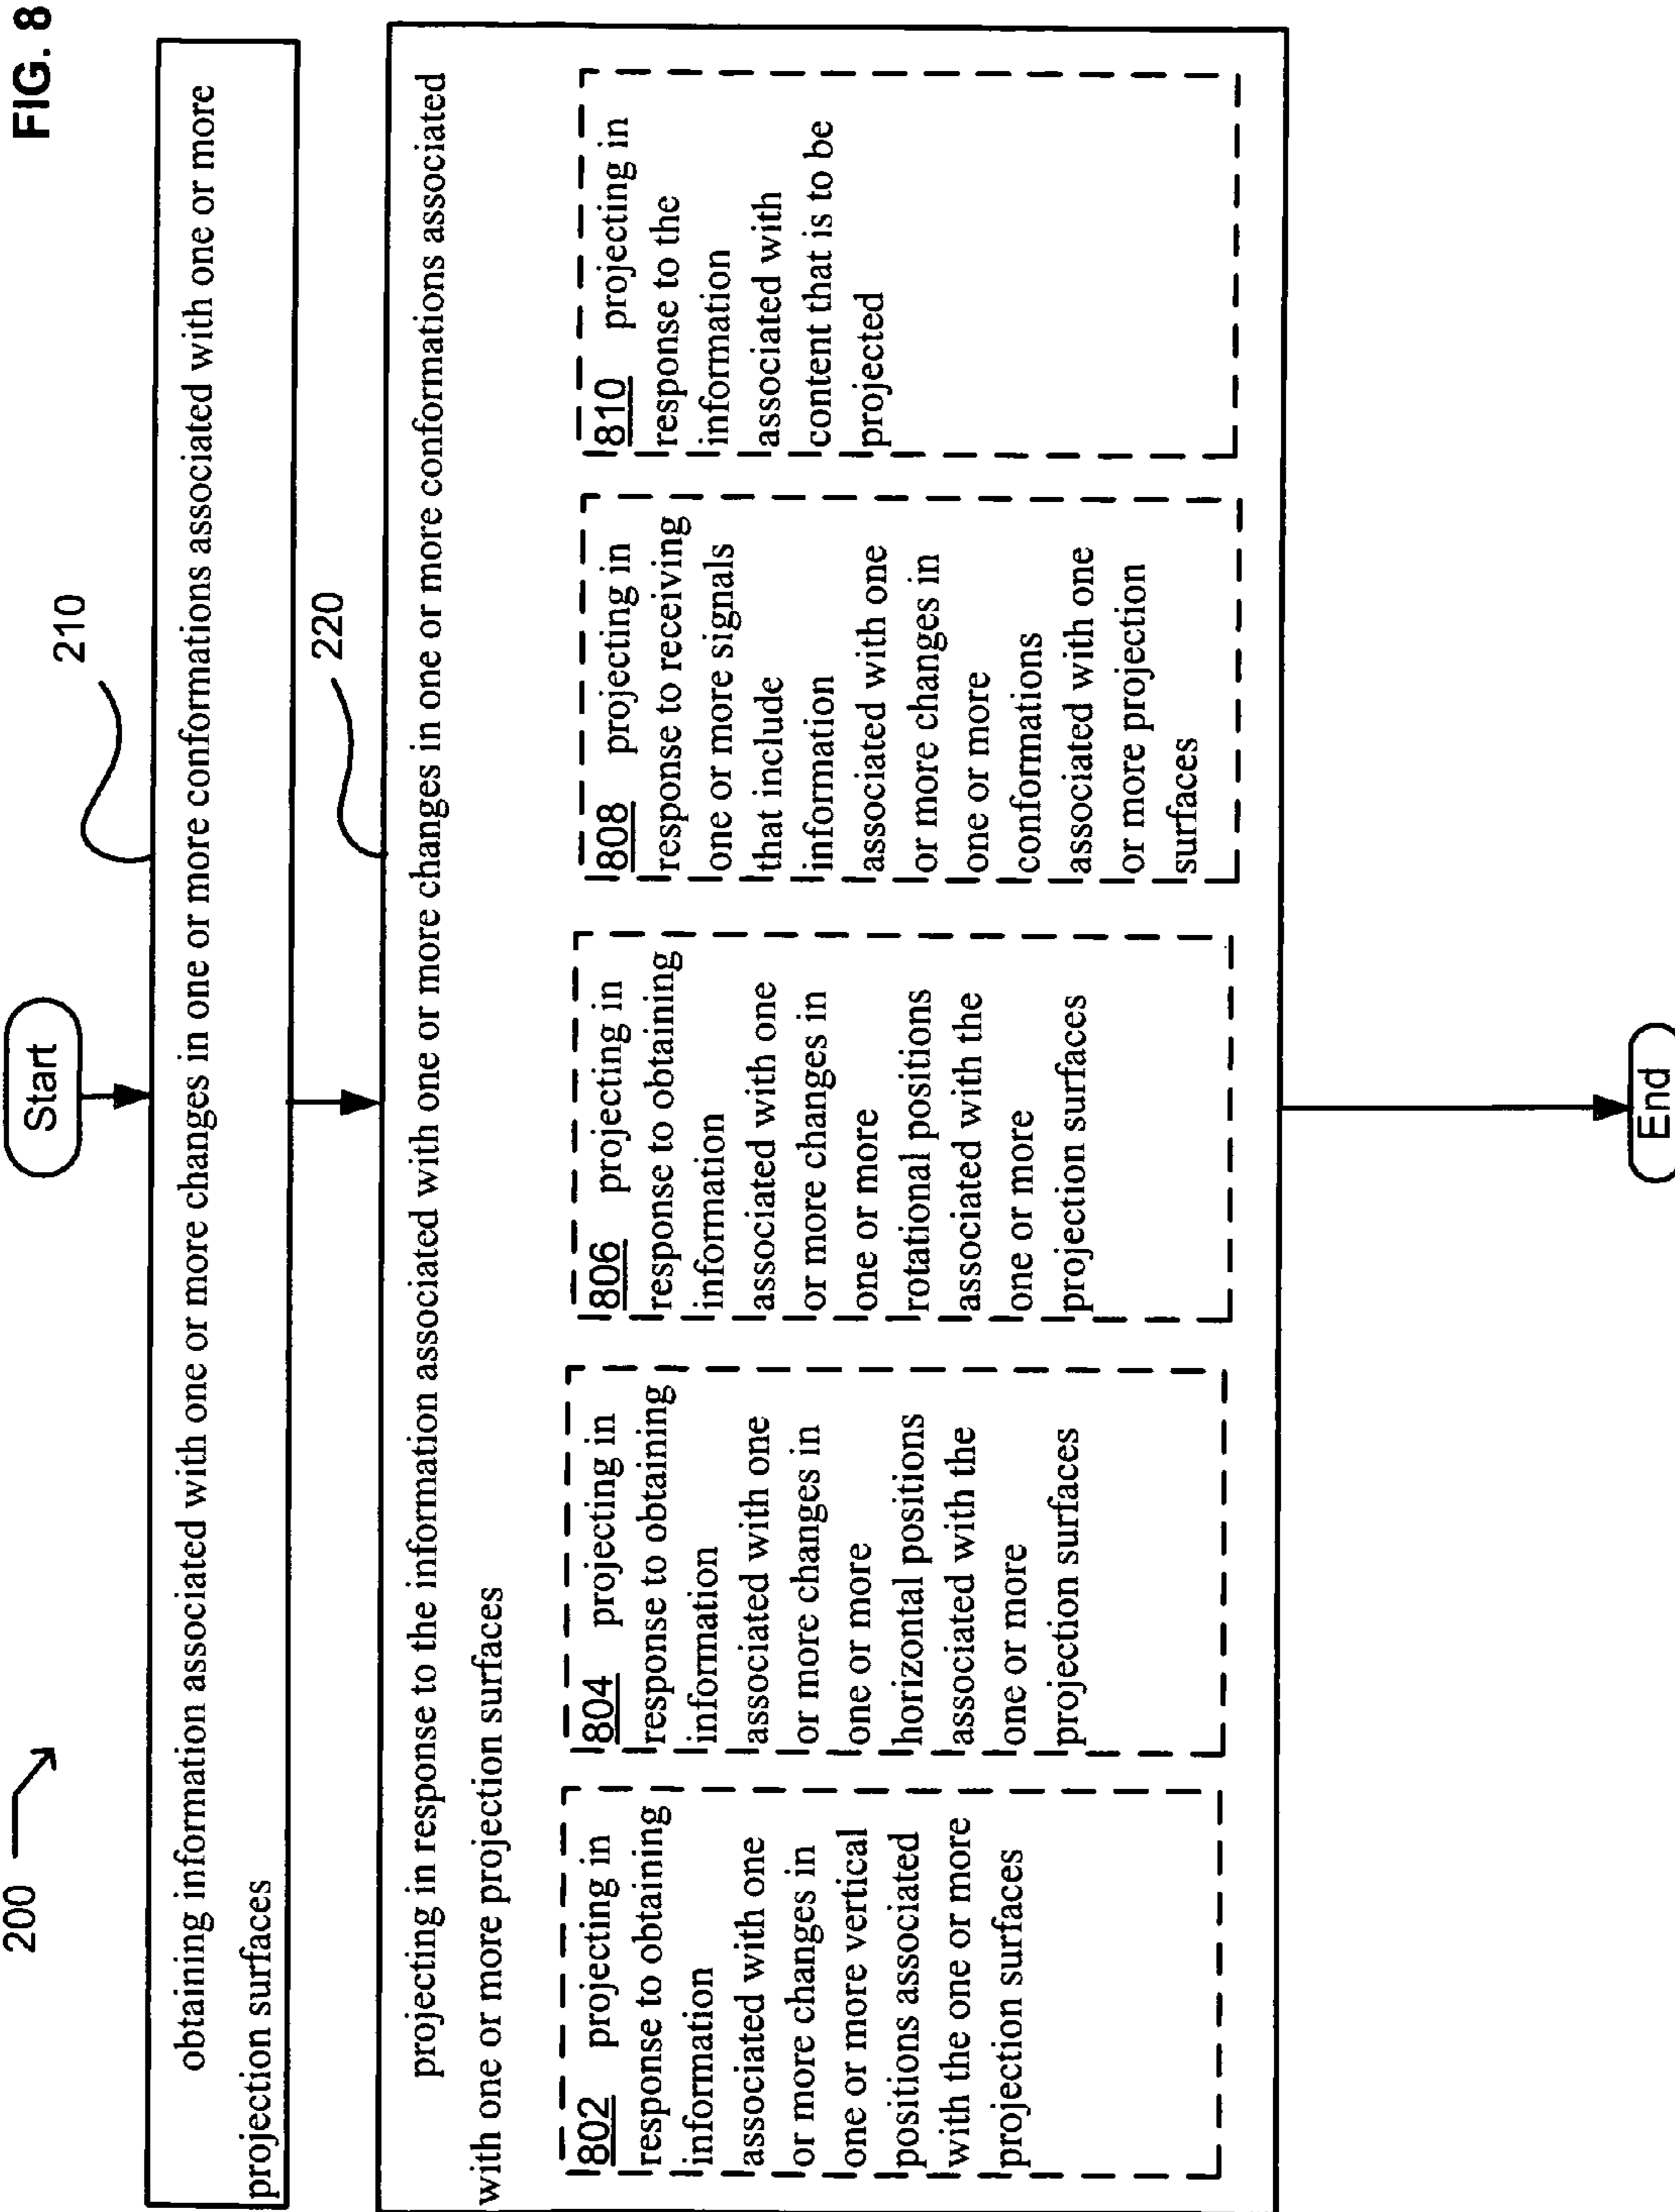 FIG. 8
200
Start
210
obtaining information associated with one or more changes in one or more conformations associated with one or more
projection surfaces
220
projecting in response to the information associated with one or more changes in one or more conformations associated
with one or more projection surfaces
802 projecting in
response to obtaining
information
associated with one
or more changes in
one or more vertical
positions associated
with the one or more
projection surfaces
804 projecting in
response to obtaining
information
associated with one
or more changes in
one or more
horizontal positions
associated with the
one or more
projection surfaces
806 projecting in
response to obtaining
information
associated with one
or more changes in
one or more
rotational positions
associated with the
one or more
projection surfaces
808 projecting in
response to receiving
one or more signals
that include
information
associated with one
or more changes in
one or more
conformations
associated with one
or more projection
surfaces
810 projecting in
response to the
information
associated with
content that is to be
projected
End